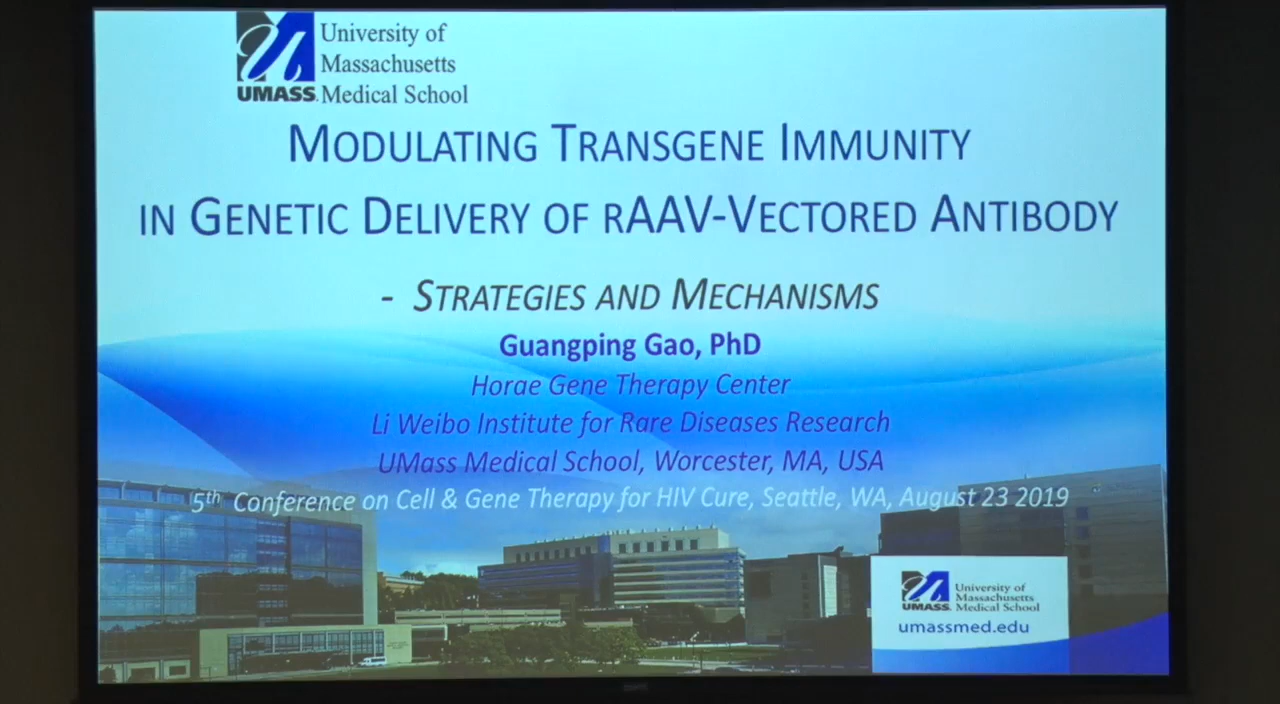 University of
Massachusetts
UMASS. Medical School
MODULATING TRANSGENE IMMUNITY
IN GENETIC DELIVERY OF RAAV-VECTORED ANTIBODY
- STRATEGIES AND MECHANISMS
Guangping Gao, PhD
Horae Gene Therapy Center
Li Weibo Institute for Rare Diseases Research
UMass Medical School, Worcester, MA, USA
5th Conference on Cell & Gene Therapy for HIV Cure, Seattle, WA, August 23 2019
University of
Massachusetts
UMASS. Medical School
umassmed.edu